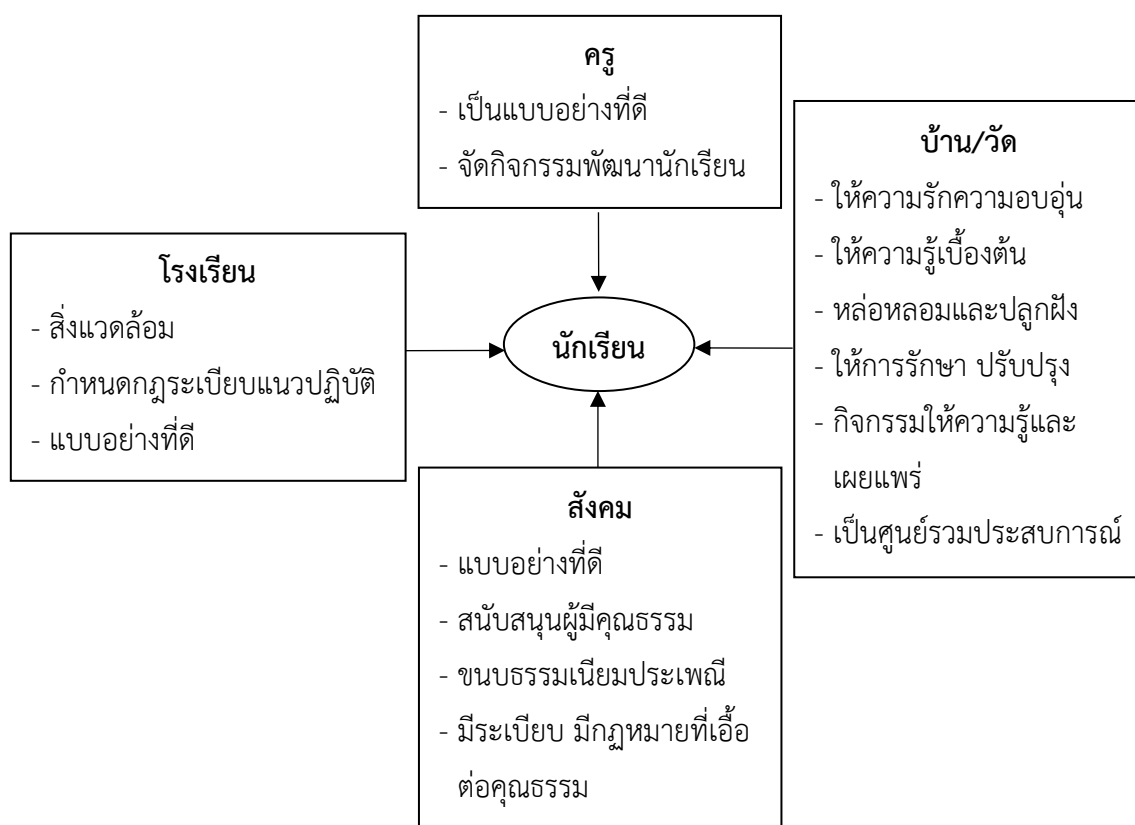 ครู
- เป็นแบบอย่างที่ดี
- จัดกิจกรรมพัฒนานักเรียน
บ้าน/วัด
- ให้ความรักความอบอุ่น
- ให้ความรู้เบื้องต้น
- หล่อหลอมและปลูกฝัง
- ให้การรักษา ปรับปรุง
- กิจกรรมให้ความรู้และ
เผยแพร่
- เป็นศูนย์รวมประสบการณ์
โรงเรียน
- สิ่งแวดล้อม
- กำหนดกฎระเบียบแนวปฏิบัติ
- แบบอย่างที่ดี
นักเรียน
สังคม
- แบบอย่างที่ดี
- สนับสนุนผู้มีคุณธรรม
- ขนบธรรมเนียมประเพณี
- มีระเบียบ มีกฏหมายที่เอื้อ
ต่อคุณธรรม